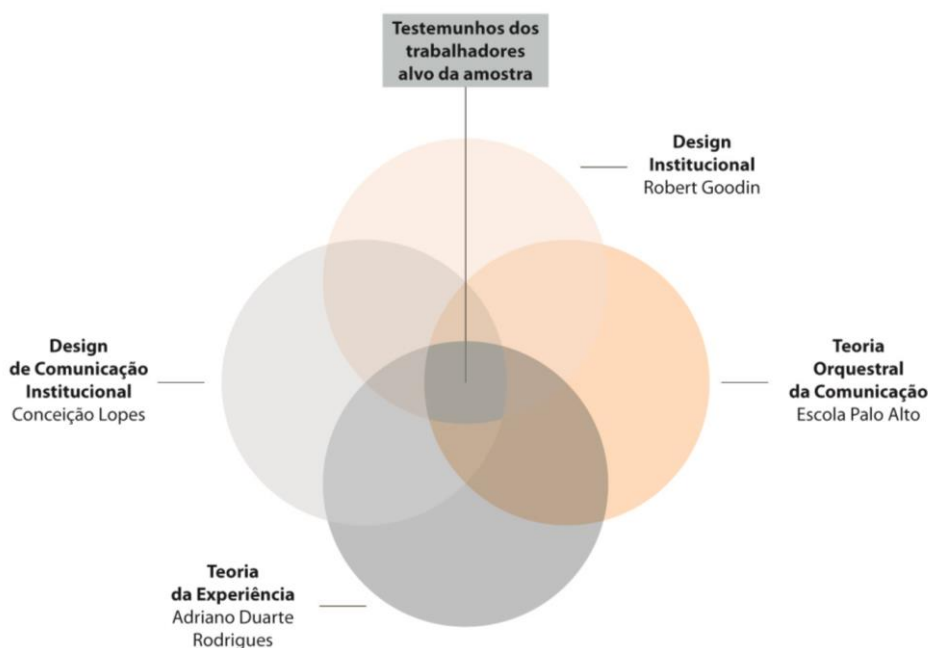 Testemunhos dos
trabalhadores
alvo da amostra
Design
Institucional
Robert Goodin
Design
de Comunicação
Institucional
Conceição Lopes
Teoria
Orquestral
da Comunicação
Escola Palo Alto
Teoria
da Experiência
Adriano Duarte
Rodrigues